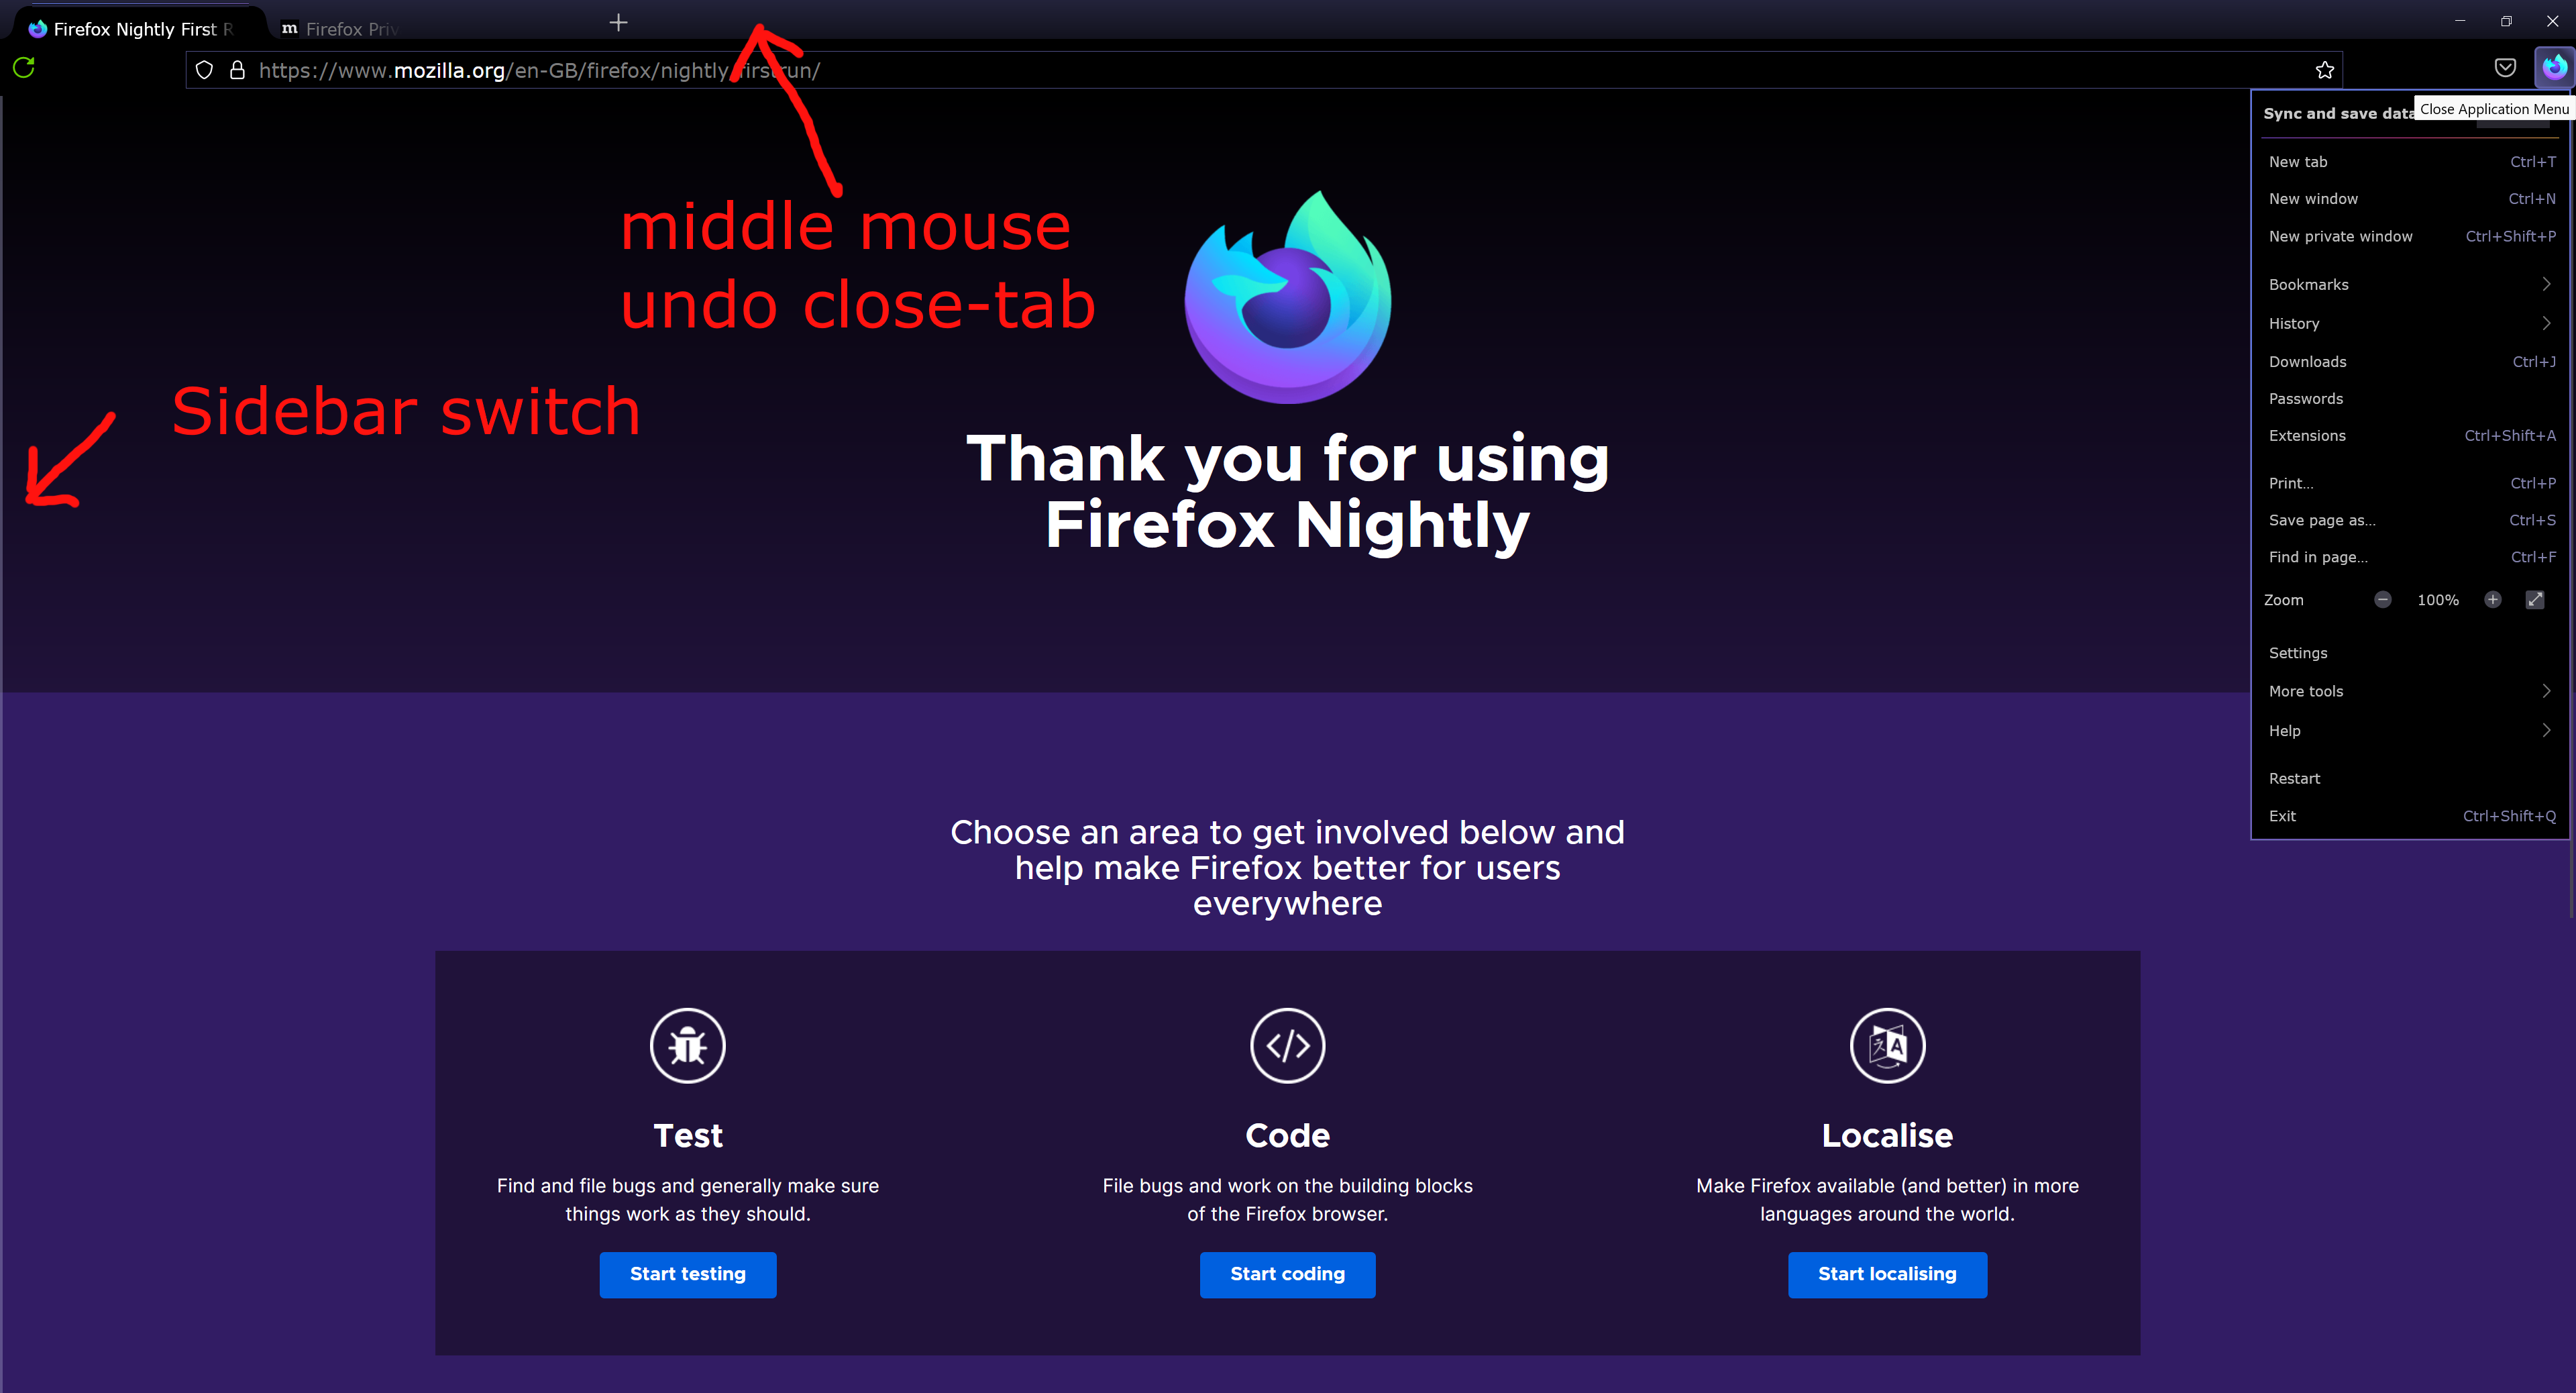 Firefox Nightly First R
m Firefox Priv
https://www.mozilla.org/en-GB/firefox/nightly/firstrun/
Close Application Menu
Sync and save data
New tab Ctrl+T
New window Ctrl+N
New private window Ctrl+Shift+P
Bookmarks
History
Downloads Ctrl+J
Passwords
Extensions Ctrl+Shift+A
Print... Ctrl+P
Save page as... Ctrl+S
Find in page... Ctrl+F
Zoom 100%
Settings
More tools
Help
Restart
Exit Ctrl+Shift+Q
middle mouse
undo close-tab
Sidebar switch
Thank you for using
Firefox Nightly
Choose an area to get involved below and
help make Firefox better for users
everywhere
Test
Find and file bugs and generally make sure
things work as they should.
Start testing
Code
File bugs and work on the building blocks
of the Firefox browser.
Start coding
Localise
Make Firefox available (and better) in more
languages around the world.
Start localising